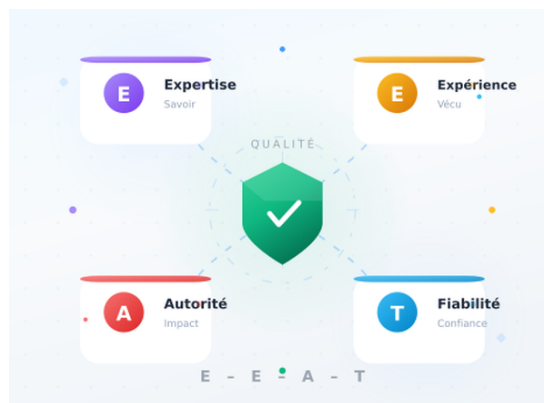 E
Expertise
Savoir
E
Expérience
Vécu
QUALITÉ
A
Autorité
Impact
T
Fiabilité
Confiance
E - E - A - T